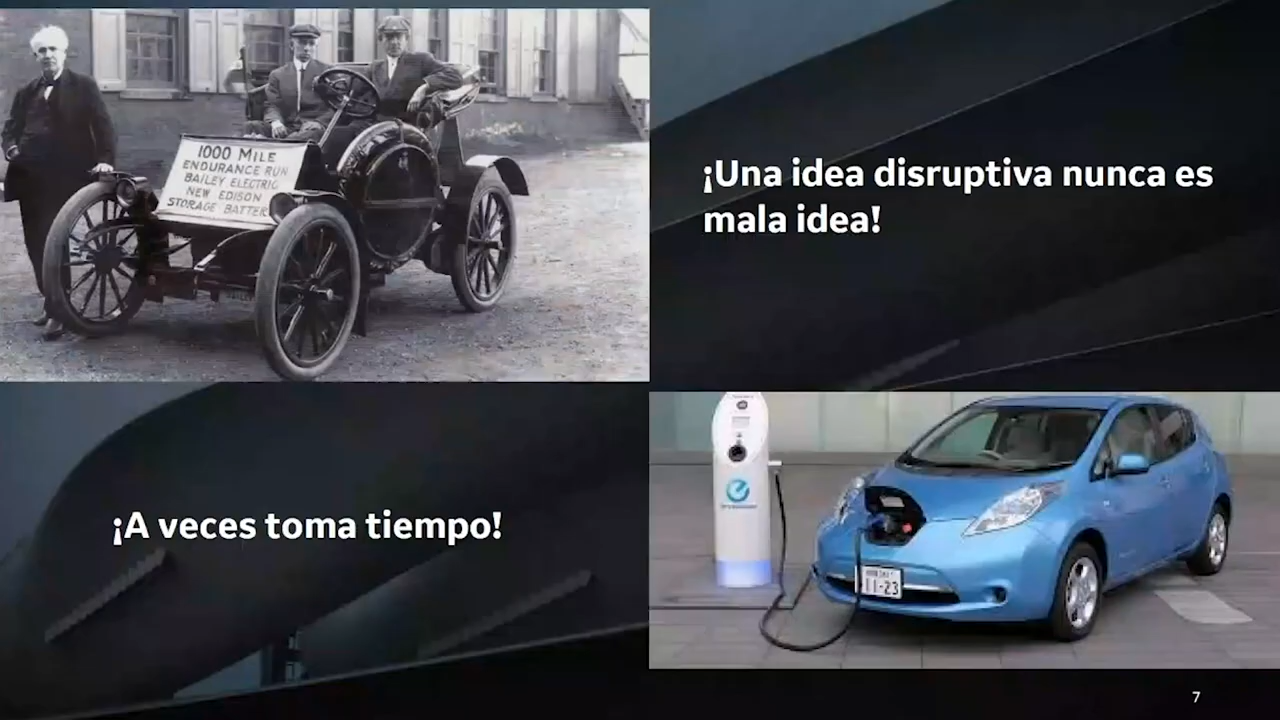 1000 MILE
ENDURANCE RUN
BAILEY ELECTRIC
NEW EDISON
STORAGE BATTER
¡Una idea disruptiva nunca es
mala idea!
¡A veces toma tiempo!
11-23
7